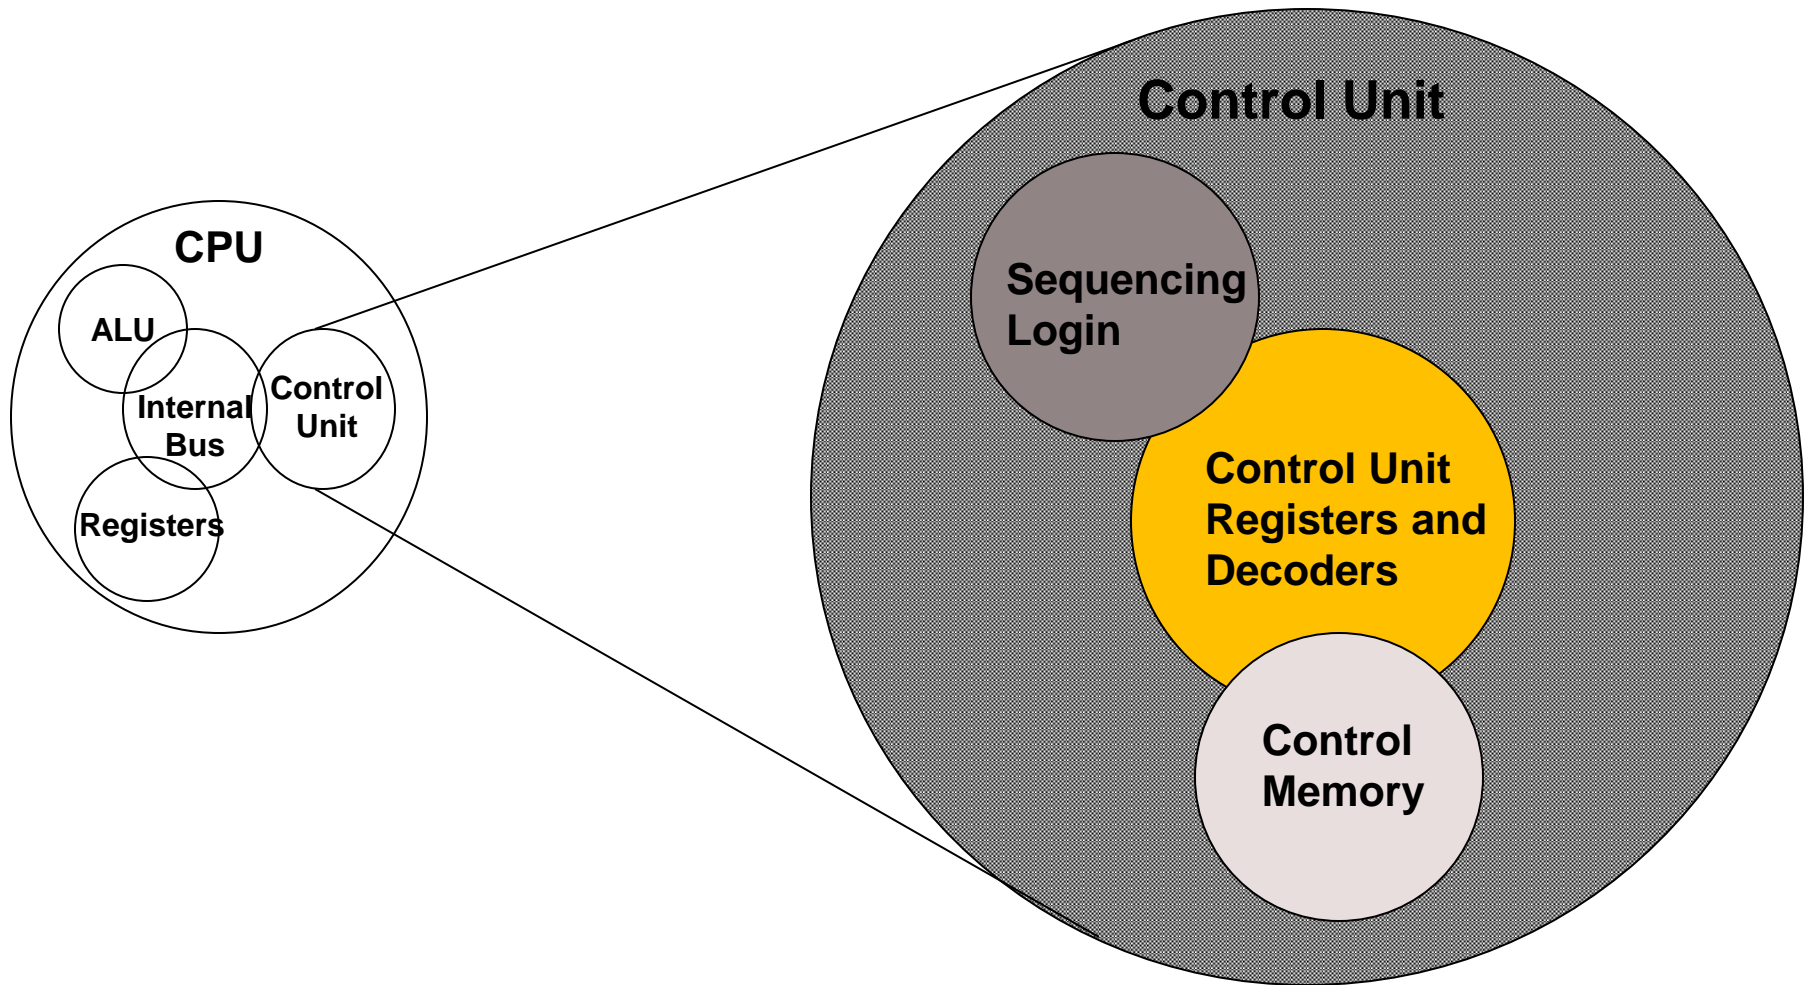 CPU
ALU
Internal
Bus
Control
Unit
Registers
Control Unit
Sequencing
Login
Control Unit
Registers and
Decoders
Control
Memory